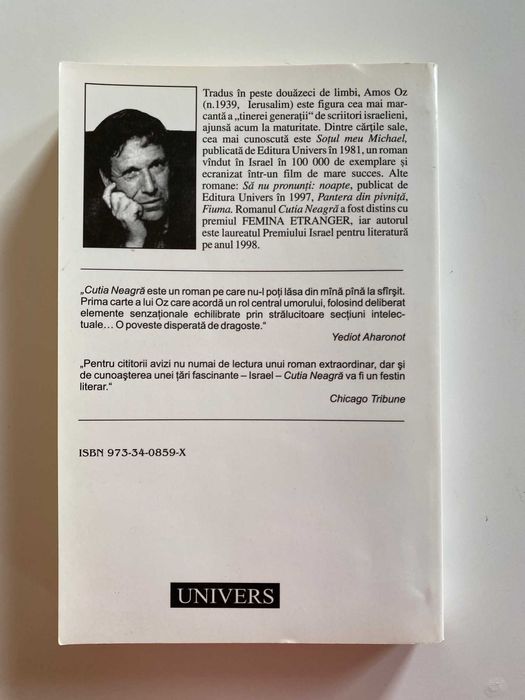 Tradus în peste douăzeci de limbi, Amos Oz
(n.1939, Ierusalim) este figura cea mai mar-
cantă a „tinerei generații“ de scriitori israelieni,
ajunsă acum la maturitate. Dintre cărțile sale,
cea mai cunoscută este Soțul meu Michael,
publicată de Editura Univers în 1981, un roman
vîndut în Israel în 100 000 de exemplare și
ecranizat într-un film de mare succes. Alte
romane: Să nu pronunți: noapte, publicat de
Editura Univers în 1997, Pantera din pivniță,
Fiuma. Romanul Cutia Neagră a fost distins cu
premiul FEMINA ETRANGER, iar autorul
este laureatul Premiului Israel pentru literatură
pe anul 1998.
„Cutia Neagră este un roman pe care nu-l poți lăsa din mînă pînă la sfîrșit.
Prima carte a lui Oz care acordă un rol central umorului, folosind deliberat
elemente senzaționale echilibrate prin strălucitoare secțiuni intelec-
tuale... O poveste disperată de dragoste.“
Yediot Aharonot
„Pentru cititorii avizi nu numai de lectura unui roman extraordinar, dar și
de cunoașterea unei țări fascinante – Israel – Cutia Neagră va fi un festin
literar.“
Chicago Tribune
ISBN 973-34-0859-X
UNIVERS